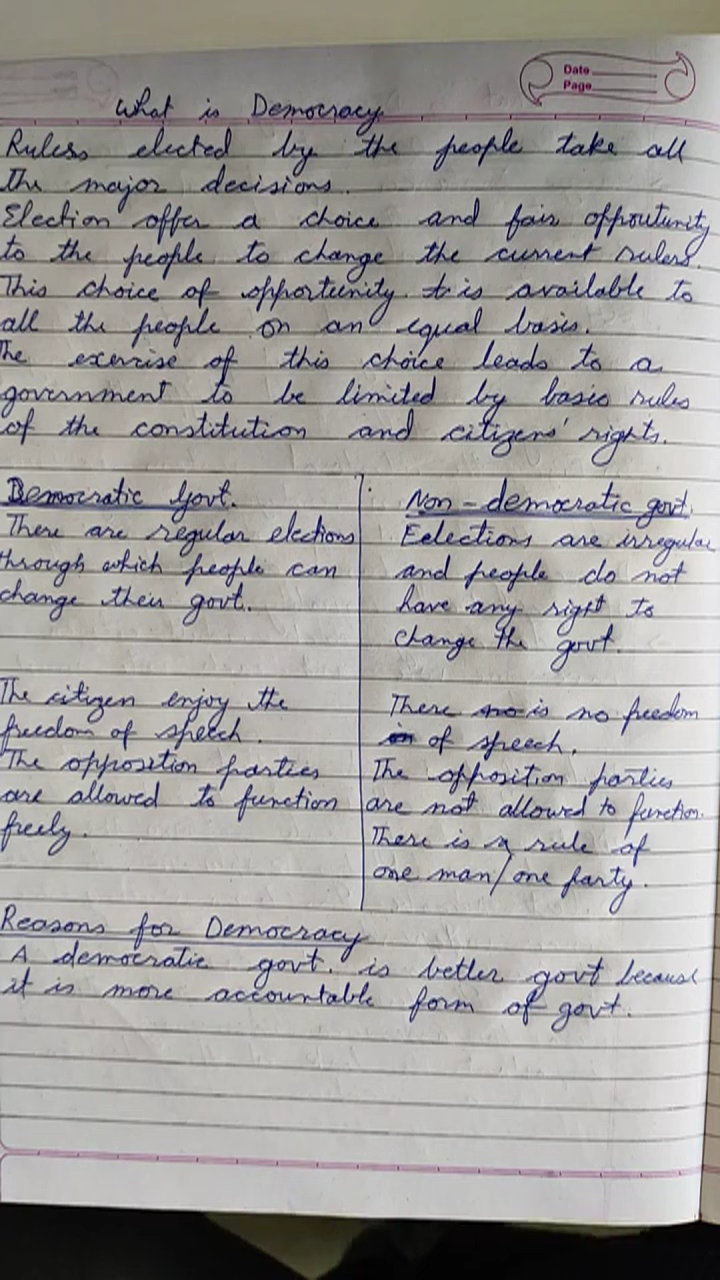 Date
Page
What is Democracy
Rulers elected by the people take all
the major decisions.
Election offer a choice and fair opportunity
to the people to change the current rulers.
This choice of opportunity is available to
all the people on an equal basis.
The exercise of this choice leads to a
government to be limited by basic rules
of the constitution and citizens' rights.
Democratic Govt.
There are regular elections
through which people can
change their govt.
The citizen enjoy the
freedom of speech.
The opposition parties
are allowed to function
freely.
Non-democratic govt.
Eelections are irregular
and people do not
have any right to
change the govt.
There is no freedom
of speech.
The opposition parties
are not allowed to function.
There is a rule of
one man/one party.
Reasons for Democracy
A democratic govt. is better govt because
it is more accountable form of govt.